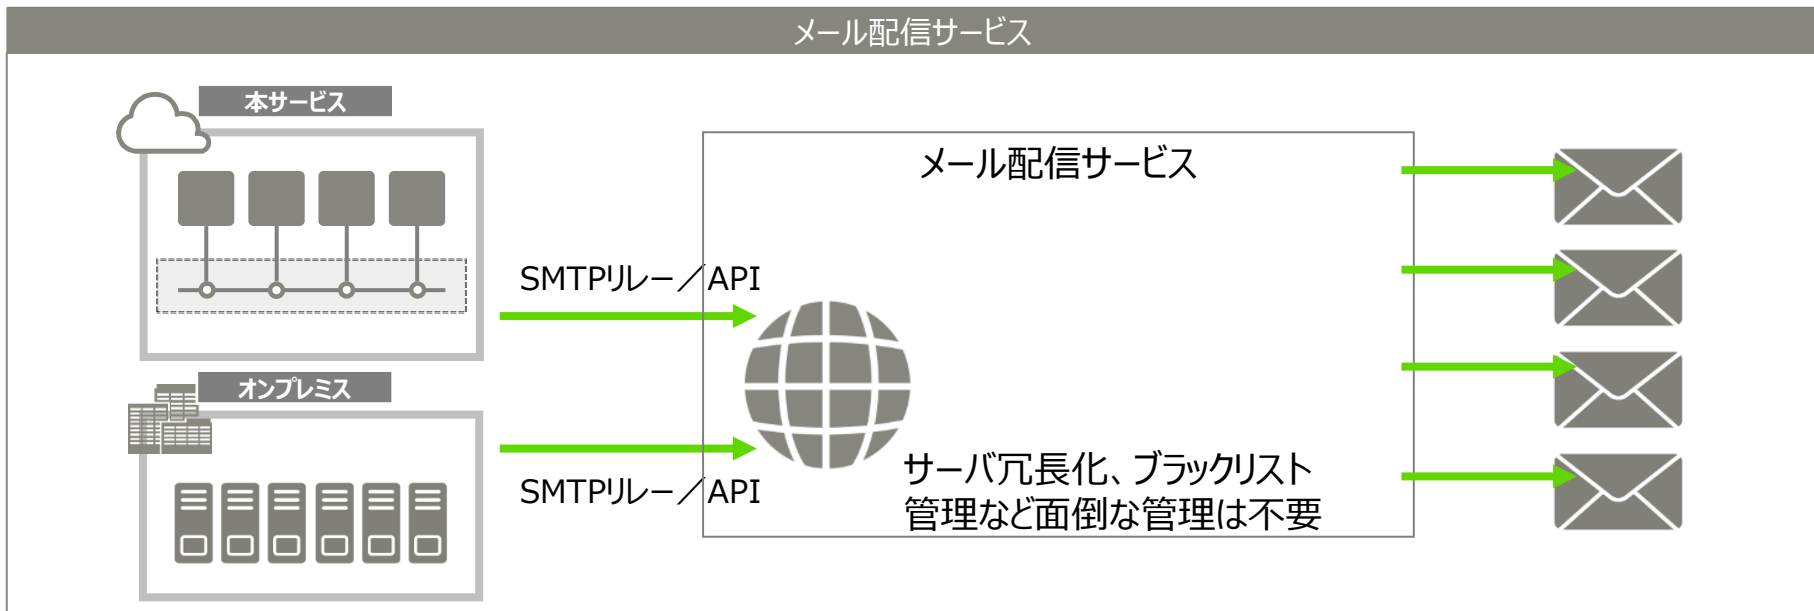 メール配信サービス
本サービス
メール配信サービス
SMTPリレー／API
オンプレミス
SMTPリレー／API
サーバ冗長化、ブラックリスト
管理など面倒な管理は不要